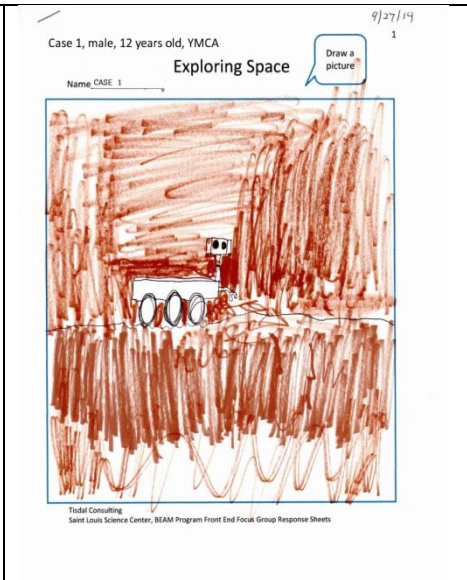 9/27/19
1
Case 1, male, 12 years old, YMCA
Draw a
picture
Exploring Space
Name CASE 1
Tisdal Consulting
Saint Louis Science Center, BEAM Program Front End Focus Group Response Sheets